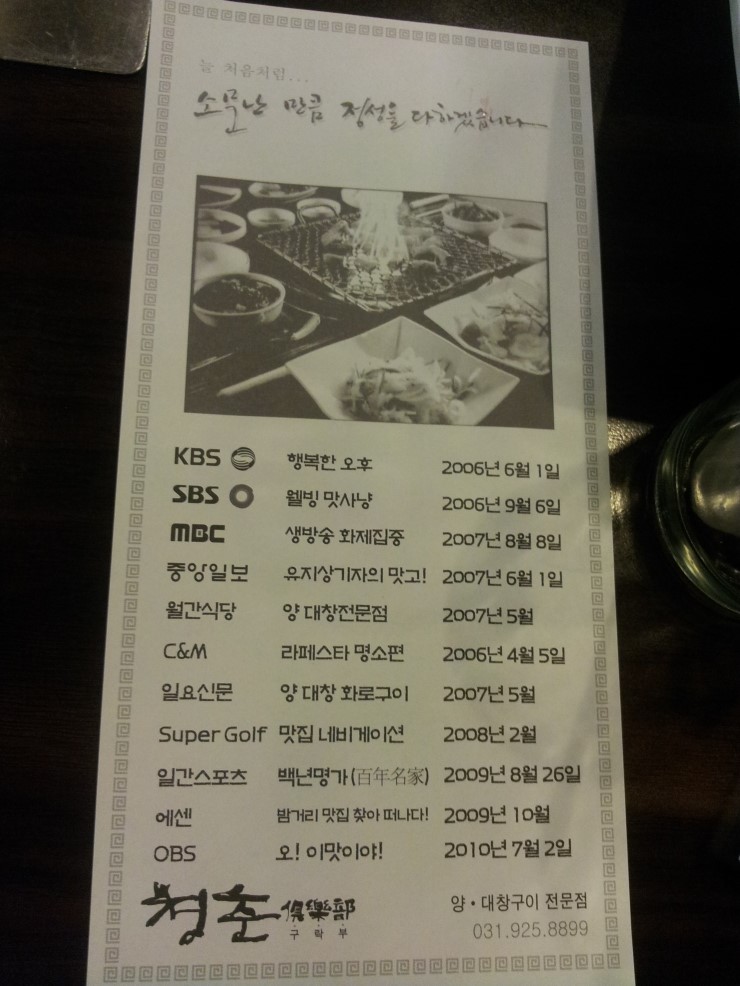 늘 처음처럼...
소문난 만큼 정성을 다하겠습니다
KBS 행복한 오후 2006년 6월 1일
SBS 웰빙 맛사냥 2006년 9월 6일
MBC 생방송 화제집중 2007년 8월 8일
중앙일보 유지상기자의 맛고! 2007년 6월 1일
월간식당 양 대창전문점 2007년 5월
C&M 라페스타 명소편 2006년 4월 5일
일요신문 양 대창 화로구이 2007년 5월
Super Golf 맛집 네비게이션 2008년 2월
일간스포츠 백년명가(百年名家) 2009년 8월 26일
에센 밤거리 맛집 찾아 떠나다! 2009년 10월
OBS 오! 이맛이야! 2010년 7월 2일
청춘 俱樂部
·구·락·부·
양·대창구이 전문점
031.925.8899